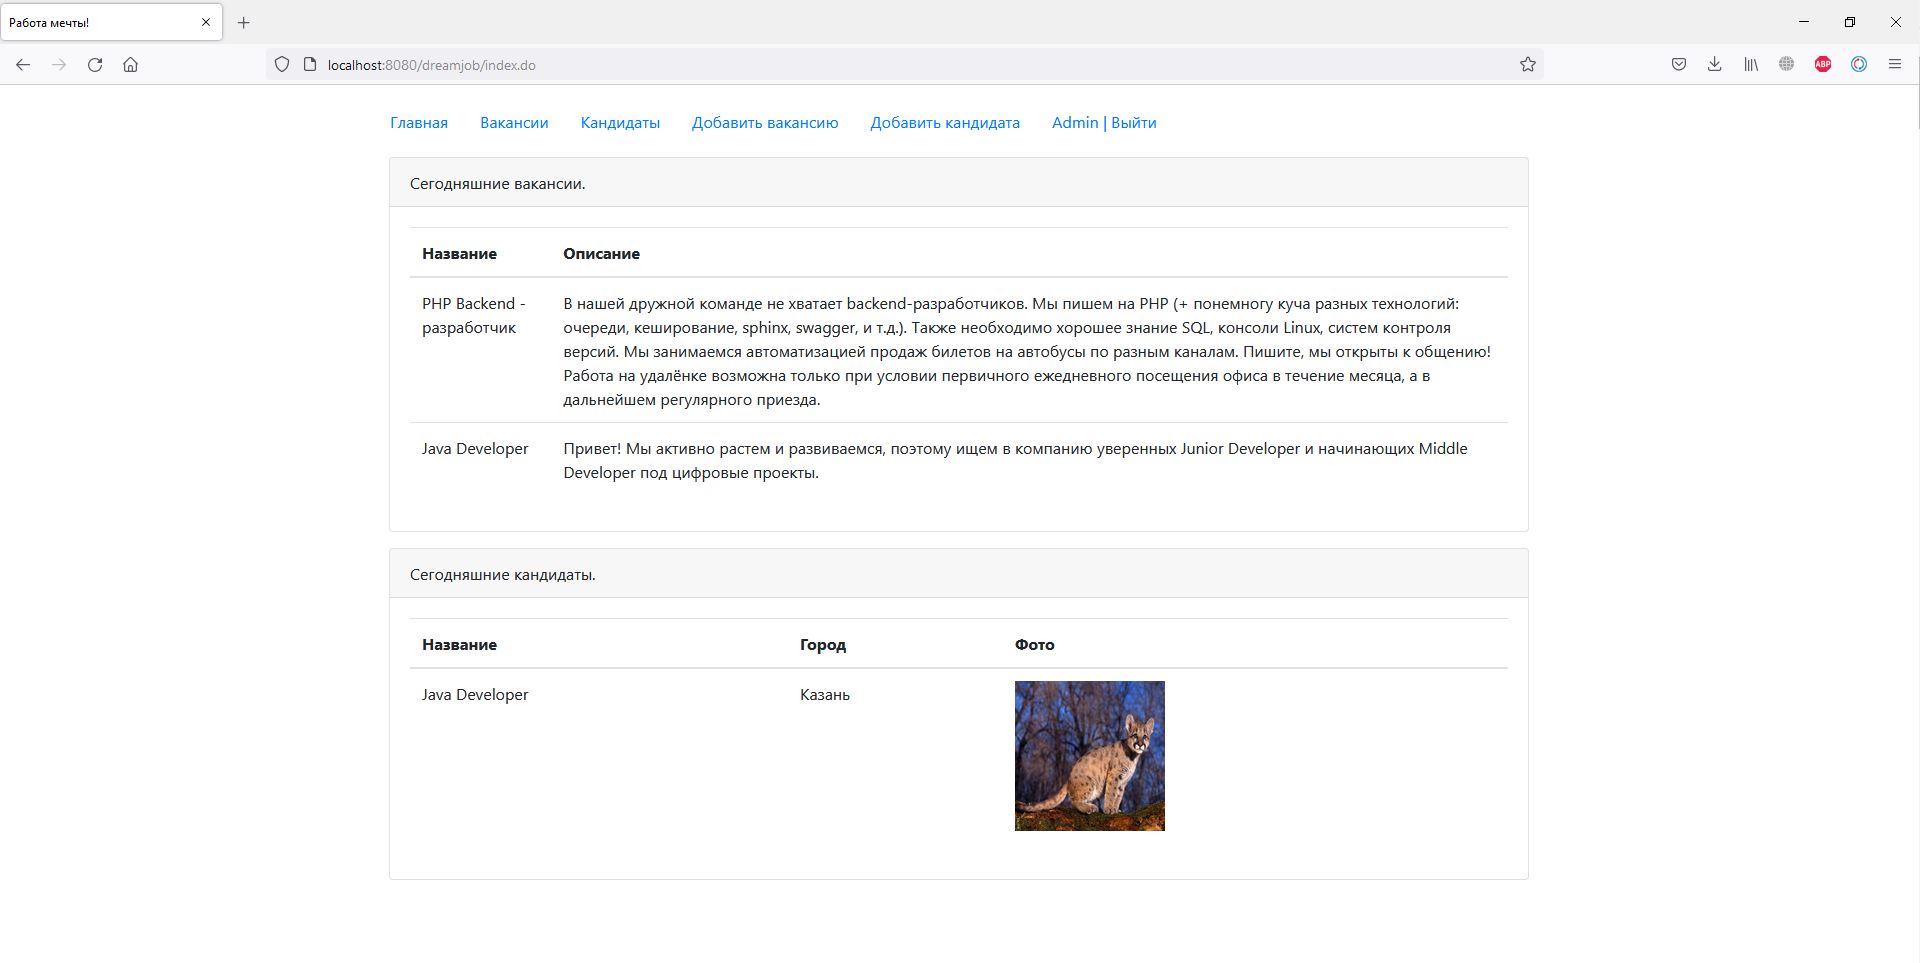 Работа мечты!
localhost:8080/dreamjob/index.do
ABP
Главная Вакансии Кандидаты Добавить вакансию Добавить кандидата Admin | Выйти
Сегодняшние вакансии.
Название Описание
PHP Backend - В нашей дружной команде не хватает backend-разработчиков. Мы пишем на PHP (+ понемногу куча разных технологий:
разработчик очереди, кеширование, sphinx, swagger, и т.д.). Также необходимо хорошее знание SQL, консоли Linux, систем контроля
версий. Мы занимаемся автоматизацией продаж билетов на автобусы по разным каналам. Пишите, мы открыты к общению!
Работа на удалёнке возможна только при условии первичного ежедневного посещения офиса в течение месяца, а в
дальнейшем регулярного приезда.
Java Developer Привет! Мы активно растем и развиваемся, поэтому ищем в компанию уверенных Junior Developer и начинающих Middle
Developer под цифровые проекты.
Сегодняшние кандидаты.
Название Город Фото
Java Developer Казань